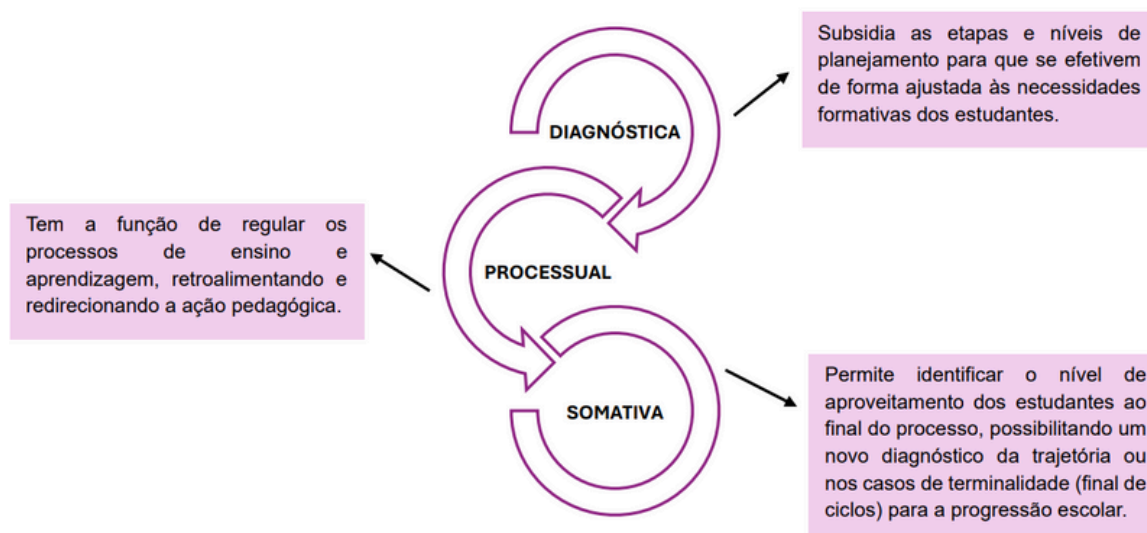 Subsidia as etapas e níveis de
planejamento para que se efetivem
de forma ajustada às necessidades
formativas dos estudantes.
DIAGNÓSTICA
Tem a função de regular os
processos de ensino e
aprendizagem, retroalimentando e
redirecionando a ação pedagógica.
PROCESSUAL
SOMATIVA
Permite identificar o nível de
aproveitamento dos estudantes ao
final do processo, possibilitando um
novo diagnóstico da trajetória ou
nos casos de terminalidade (final de
ciclos) para a progressão escolar.